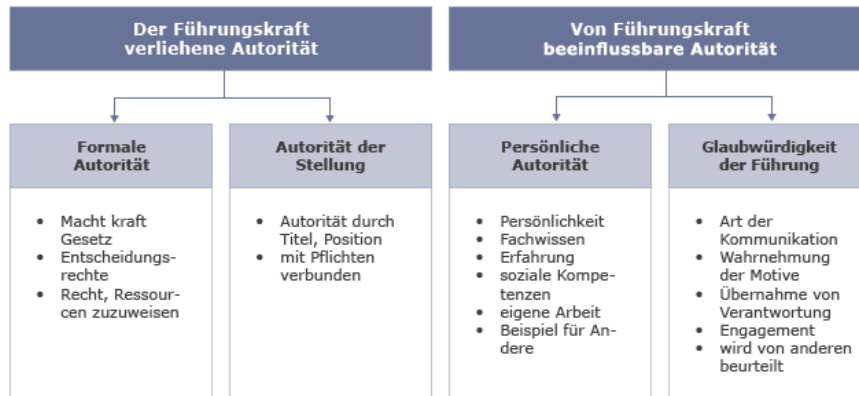 Der Führungskraft
verliehene Autorität
Von Führungskraft
beeinflussbare Autorität
Formale
Autorität
• Macht kraft
Gesetz
• Entscheidungs-
rechte
• Recht, Ressour-
cen zuzuweisen
Autorität der
Stellung
• Autorität durch
Titel, Position
• mit Pflichten
verbunden
Persönliche
Autorität
• Persönlichkeit
• Fachwissen
• Erfahrung
• soziale Kompe-
tenzen
• eigene Arbeit
• Beispiel für An-
dere
Glaubwürdigkeit
der Führung
• Art der
Kommunikation
• Wahrnehmung
der Motive
• Übernahme von
Verantwortung
• Engagement
• wird von anderen
beurteilt